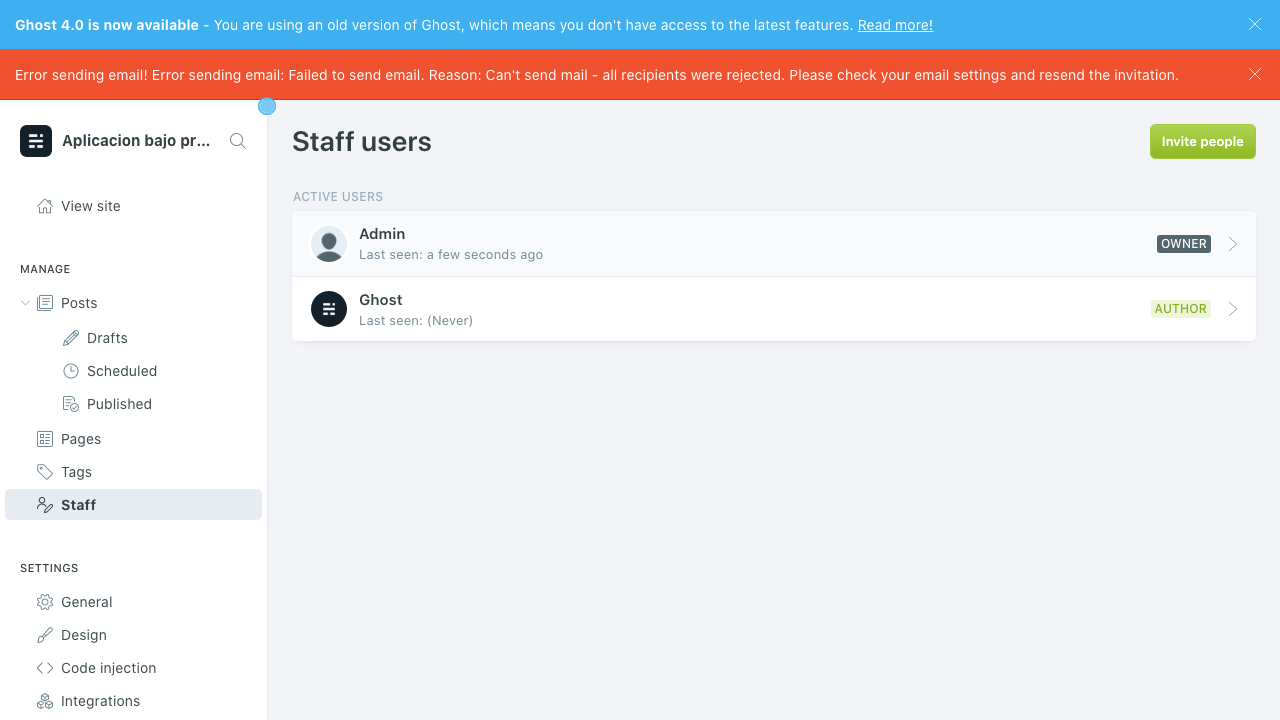 Ghost 4.0 is now available - You are using an old version of Ghost, which means you don't have access to the latest features. Read more!
Error sending email! Error sending email: Failed to send email. Reason: Can't send mail - all recipients were rejected. Please check your email settings and resend the invitation.
Aplicacion bajo pr...
View site
MANAGE
Posts
Drafts
Scheduled
Published
Pages
Tags
Staff
SETTINGS
General
Design
Code injection
Integrations
Staff users
Invite people
ACTIVE USERS
Admin
Last seen: a few seconds ago
OWNER
Ghost
Last seen: (Never)
AUTHOR